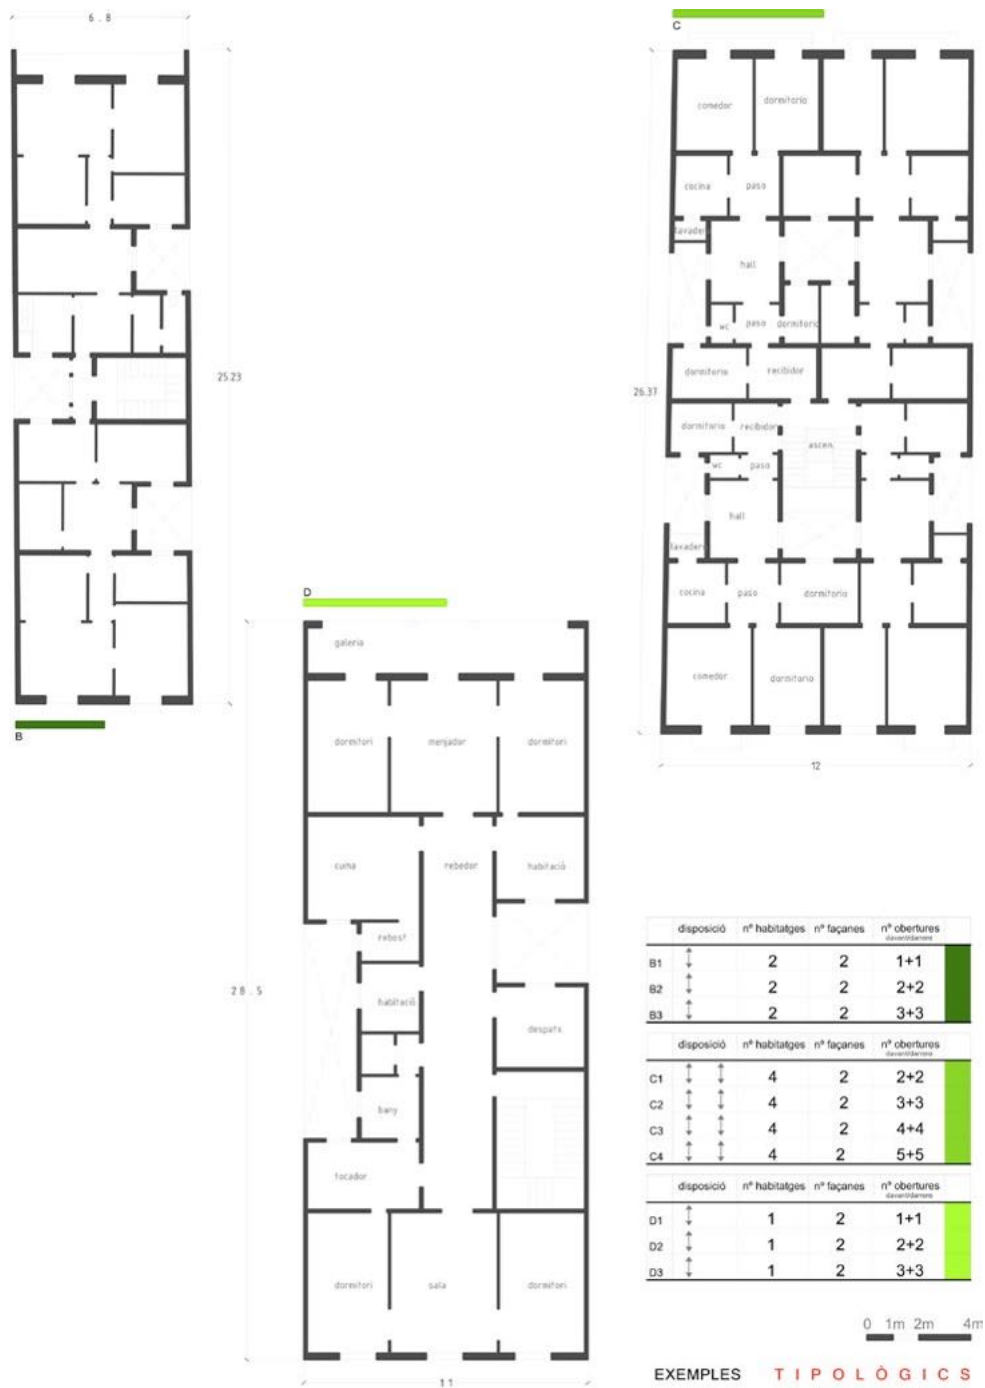 6.8
25.23
B
C
comedor
dormitorio
cocina
paso
lavadero
hall
wc
paso
dormitorio
dormitorio
recibidor
26.37
dormitorio
recibidor
ascen.
wc
paso
hall
lavadero
cocina
paso
dormitorio
comedor
dormitorio
12
D
galeria
dormitori
menjador
dormitori
cuina
rebedor
habitació
rebost
28.5
habitació
despatx
bany
tocador
dormitori
sala
dormitori
11
disposició nº habitatges nº façanes nº obertures
davant/darrera
B1 2 2 1+1
B2 2 2 2+2
B3 2 2 3+3
disposició nº habitatges nº façanes nº obertures
davant/darrera
C1 4 2 2+2
C2 4 2 3+3
C3 4 2 4+4
C4 4 2 5+5
disposició nº habitatges nº façanes nº obertures
davant/darrera
D1 1 2 1+1
D2 1 2 2+2
D3 1 2 3+3
0 1m 2m 4m
EXEMPLES TIPOLÒGICS